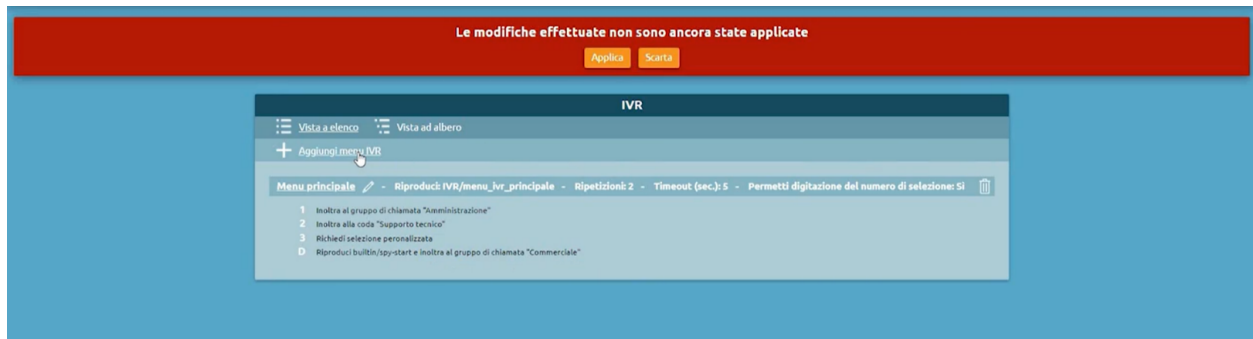 Le modifiche effettuate non sono ancora state applicate
Applica Scarta
IVR
Vista a elenco Vista ad albero
Aggiungi menu IVR
Menu principale - Riproduci: IVR/menu_ivr_principale - Ripetizioni: 2 - Timeout (sec.): 5 - Permetti digitazione del numero di selezione: Si
1 Inoltra al gruppo di chiamata "Amministrazione"
2 Inoltra alla coda "Supporto tecnico"
3 Richiedi selezione peronalizzata
D Riproduci builtin/spy-start e inoltra al gruppo di chiamata "Commerciale"